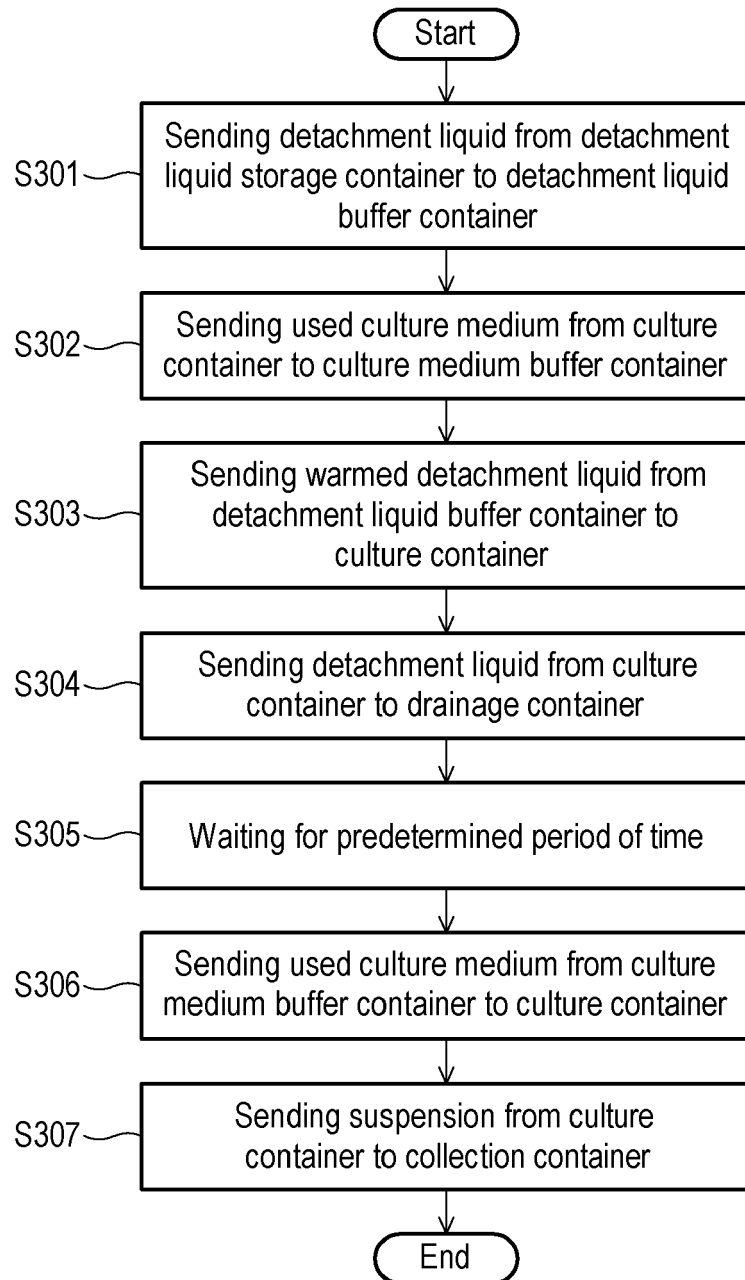 Start
S301
Sending detachment liquid from detachment
liquid storage container to detachment liquid
buffer container
S302
Sending used culture medium from culture
container to culture medium buffer container
S303
Sending warmed detachment liquid from
detachment liquid buffer container to
culture container
S304
Sending detachment liquid from culture
container to drainage container
S305
Waiting for predetermined period of time
S306
Sending used culture medium from culture
medium buffer container to culture container
S307
Sending suspension from culture
container to collection container
End